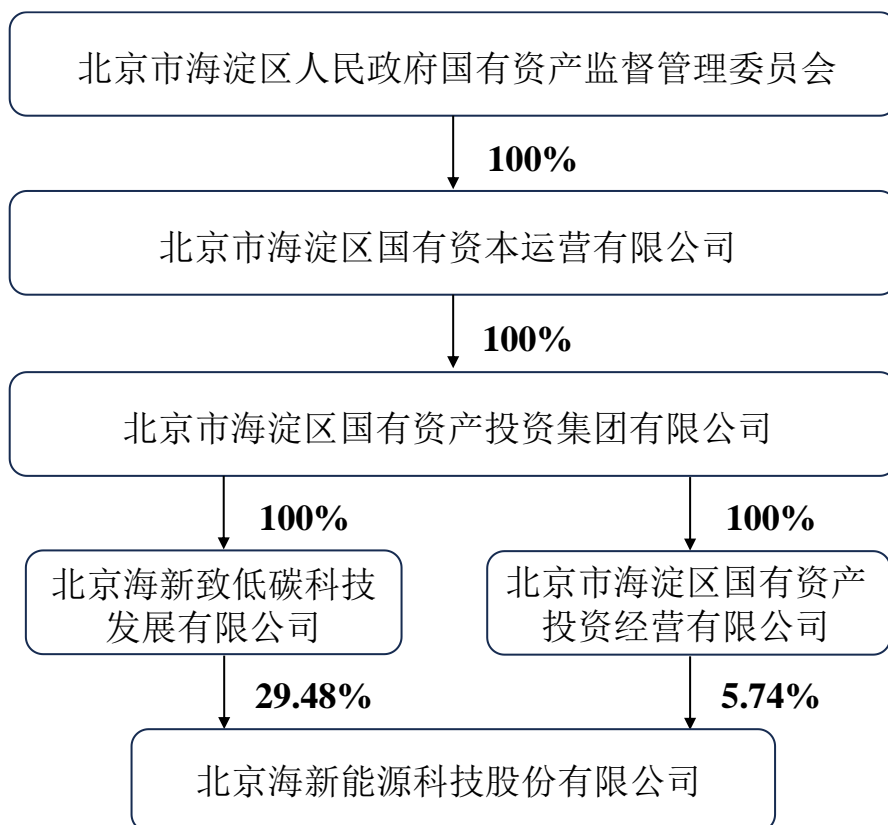 北京市海淀区人民政府国有资产监督管理委员会
100%
北京市海淀区国有资本运营有限公司
100%
北京市海淀区国有资产投资集团有限公司
100%
100%
北京海新致低碳科技
发展有限公司
北京市海淀区国有资产
投资经营有限公司
29.48%
5.74%
北京海新能源科技股份有限公司